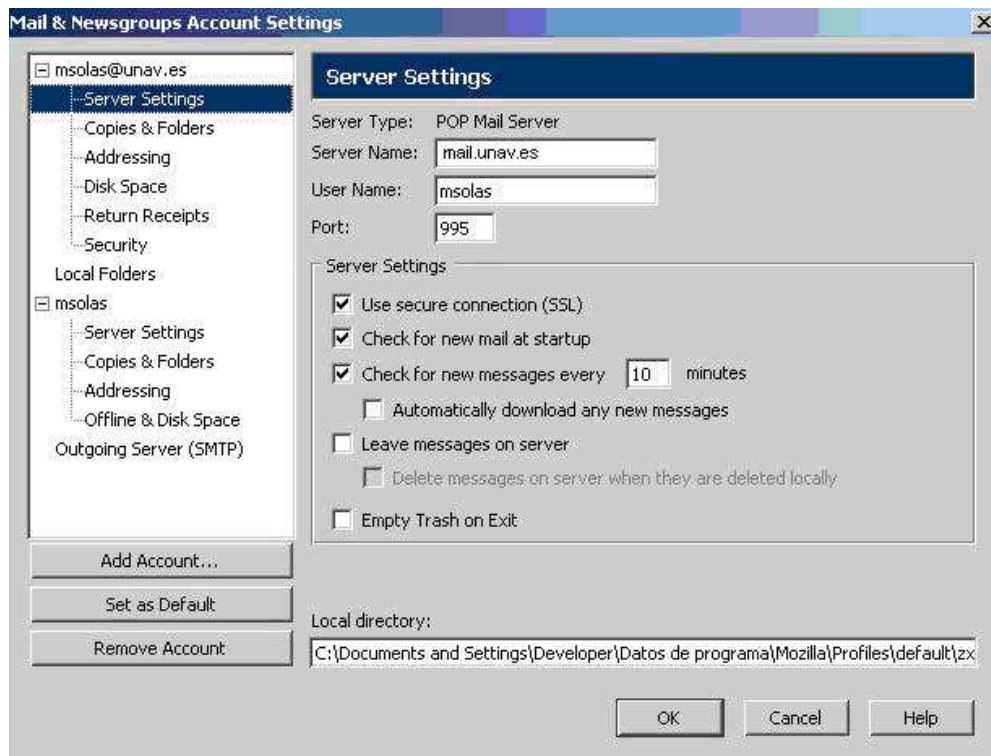 Mail & Newsgroups Account Settings
msolas@unav.es
Server Settings
Copies & Folders
Addressing
Disk Space
Return Receipts
Security
Local Folders
msolas
Server Settings
Copies & Folders
Addressing
Offline & Disk Space
Outgoing Server (SMTP)
Add Account...
Set as Default
Remove Account
Server Settings
Server Type: POP Mail Server
Server Name: mail.unav.es
User Name: msolas
Port: 995
Server Settings
Use secure connection (SSL)
Check for new mail at startup
Check for new messages every 10 minutes
Automatically download any new messages
Leave messages on server
Delete messages on server when they are deleted locally
Empty Trash on Exit
Local directory:
C:\Documents and Settings\Developer\Datos de programa\Mozilla\Profiles\default\zx
OK Cancel Help